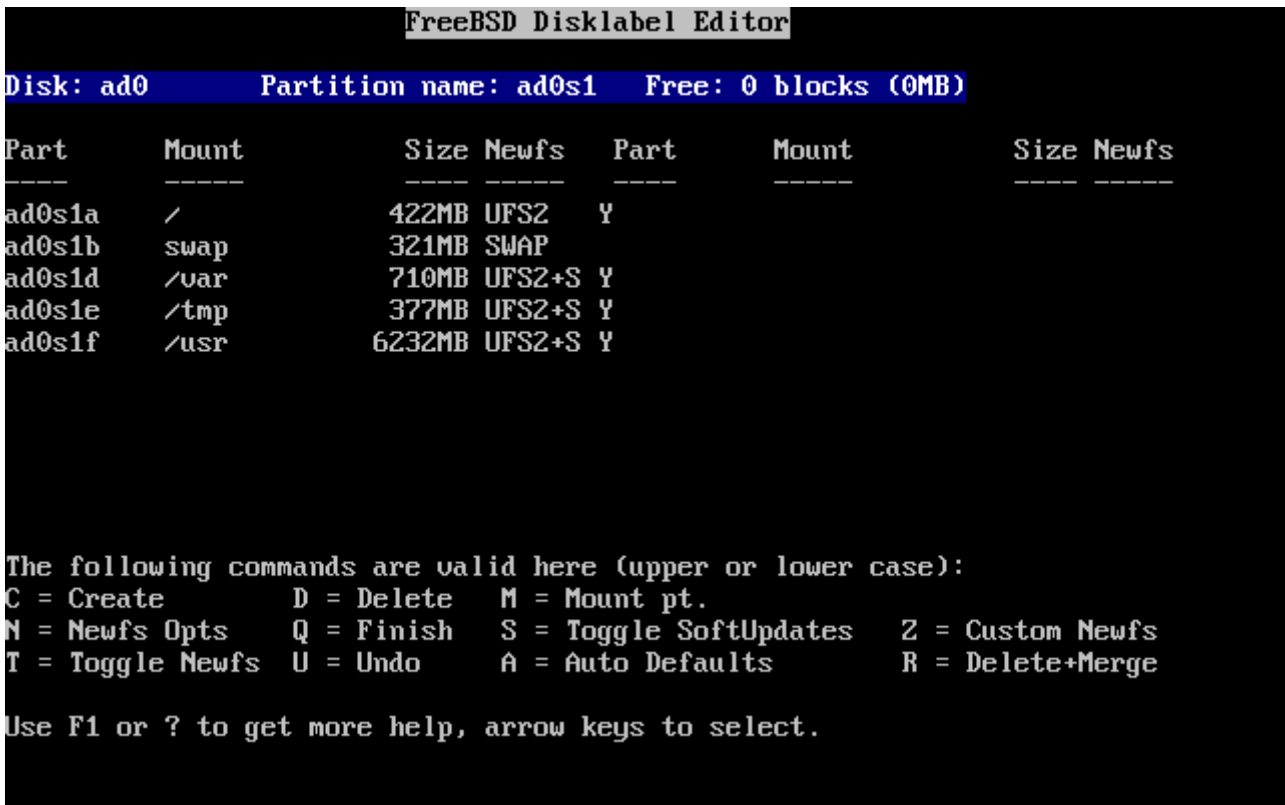 FreeBSD Disklabel Editor
Disk: ad0       Partition name: ad0s1   Free: 0 blocks (0MB)
Part      Mount          Size Newfs   Part      Mount          Size Newfs
----      -----          ---- -----   ----      -----          ---- -----
ad0s1a    /             422MB UFS2   Y
ad0s1b    swap          321MB SWAP
ad0s1d    /var          710MB UFS2+S Y
ad0s1e    /tmp          377MB UFS2+S Y
ad0s1f    /usr         6232MB UFS2+S Y
The following commands are valid here (upper or lower case):
C = Create        D = Delete   M = Mount pt.
N = Newfs Opts    Q = Finish   S = Toggle SoftUpdates   Z = Custom Newfs
T = Toggle Newfs  U = Undo     A = Auto Defaults        R = Delete+Merge
Use F1 or ? to get more help, arrow keys to select.